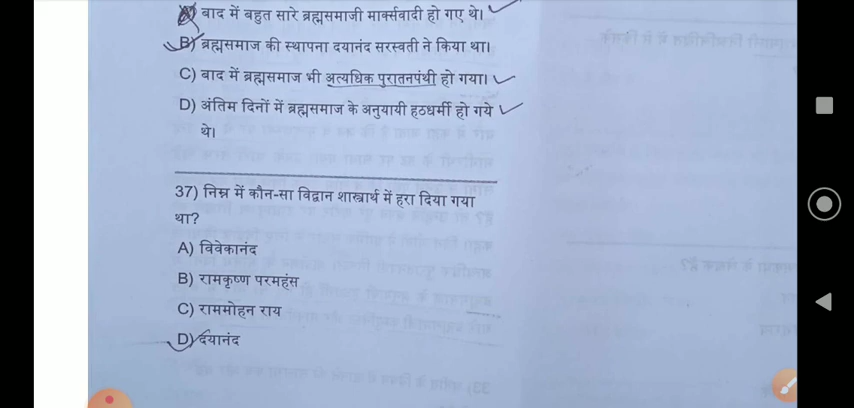 A) बाद में बहुत सारे ब्रह्मसमाजी मार्क्सवादी हो गए थे।
B) ब्रह्मसमाज की स्थापना दयानंद सरस्वती ने किया था।
C) बाद में ब्रह्मसमाज भी अत्यधिक पुरातनपंथी हो गया।
D) अंतिम दिनों में ब्रह्मसमाज के अनुयायी हठधर्मी हो गये
थे।
37) निम्न में कौन-सा विद्वान शास्त्रार्थ में हरा दिया गया
था?
A) विवेकानंद
B) रामकृष्ण परमहंस
C) राममोहन राय
D) दयानंद